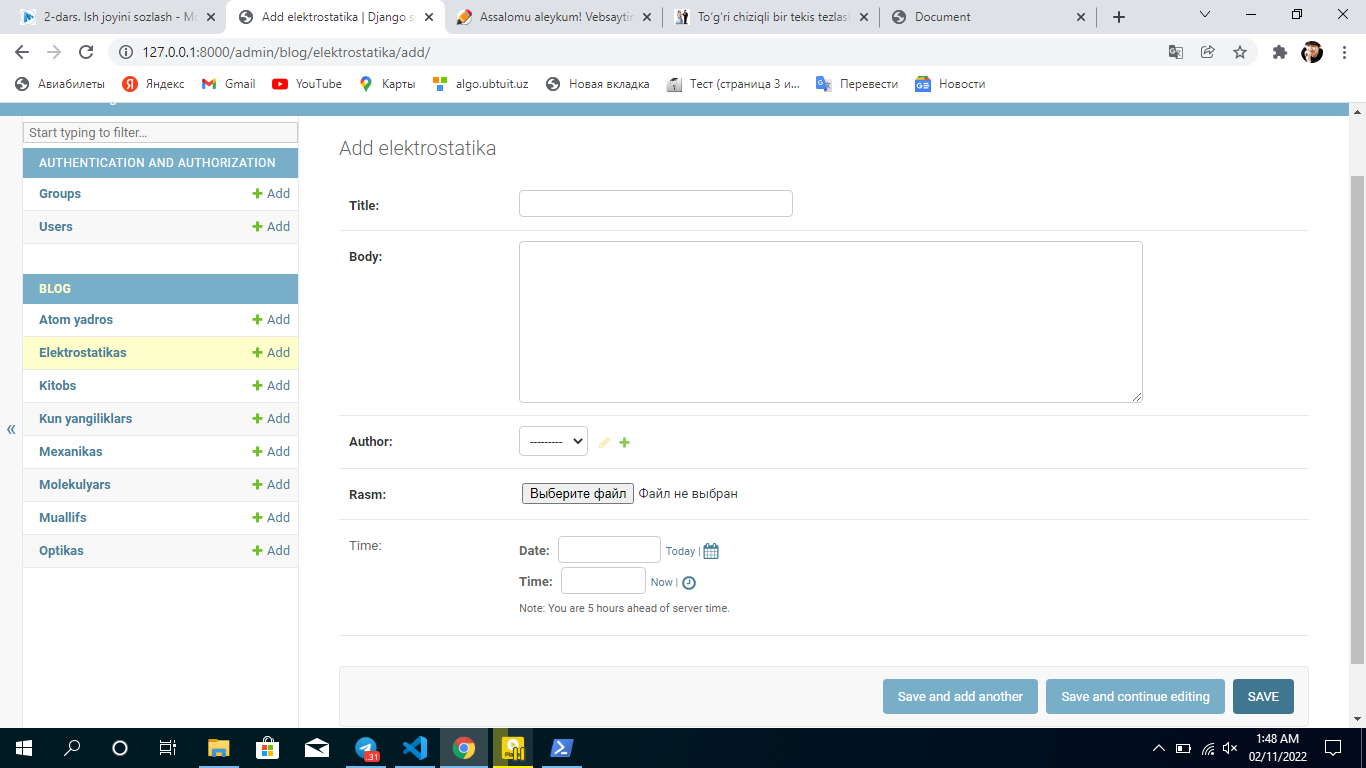 2-dars. Ish joyini sozlash - Mo
Add elektrostatika | Django s
Assalomu aleykum! Vebsaytin
To'g'ri chiziqli bir tekis tezlas
Document
127.0.0.1:8000/admin/blog/elektrostatika/add/
Авиабилеты
Яндекс
Gmail
YouTube
Карты
algo.ubtuit.uz
Новая вкладка
Тест (страница 3 и...
Перевести
Новости
Start typing to filter...
AUTHENTICATION AND AUTHORIZATION
Groups + Add
Users + Add
BLOG
Atom yadros + Add
Elektrostatikas + Add
Kitobs + Add
Kun yangiliklars + Add
Mexanikas + Add
Molekulyars + Add
Muallifs + Add
Optikas + Add
«
Add elektrostatika
Title:
Body:
Author: ---------
Rasm: Выберите файл Файл не выбран
Time:
Date: Today |
Time: Now |
Note: You are 5 hours ahead of server time.
Save and add another
Save and continue editing
SAVE
31
1:48 AM
02/11/2022